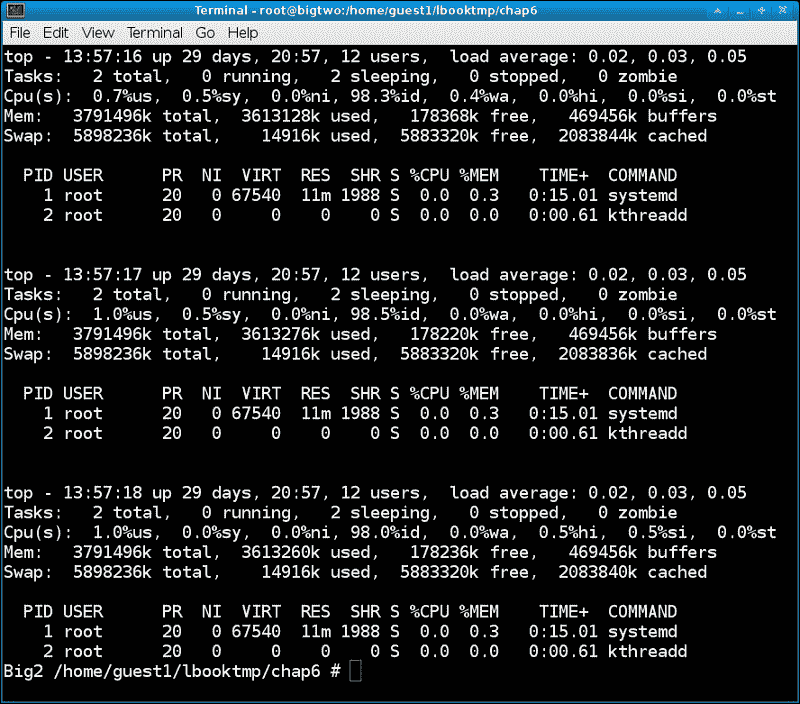 Terminal - root@bigtwo:/home/guest1/lbooktmp/chap6
File Edit View Terminal Go Help
top - 13:57:16 up 29 days, 20:57, 12 users,  load average: 0.02, 0.03, 0.05
Tasks:   2 total,   0 running,   2 sleeping,   0 stopped,   0 zombie
Cpu(s):  0.7%us,  0.5%sy,  0.0%ni, 98.3%id,  0.4%wa,  0.0%hi,  0.0%si,  0.0%st
Mem:   3791496k total,  3613128k used,   178368k free,   469456k buffers
Swap:  5898236k total,    14916k used,  5883320k free,  2083844k cached
  PID USER      PR  NI  VIRT  RES  SHR S %CPU %MEM    TIME+  COMMAND
    1 root      20   0 67540  11m 1988 S  0.0  0.3   0:15.01 systemd
    2 root      20   0     0    0    0 S  0.0  0.0   0:00.61 kthreadd
top - 13:57:17 up 29 days, 20:57, 12 users,  load average: 0.02, 0.03, 0.05
Tasks:   2 total,   0 running,   2 sleeping,   0 stopped,   0 zombie
Cpu(s):  1.0%us,  0.5%sy,  0.0%ni, 98.5%id,  0.0%wa,  0.0%hi,  0.0%si,  0.0%st
Mem:   3791496k total,  3613276k used,   178220k free,   469456k buffers
Swap:  5898236k total,    14916k used,  5883320k free,  2083836k cached
  PID USER      PR  NI  VIRT  RES  SHR S %CPU %MEM    TIME+  COMMAND
    1 root      20   0 67540  11m 1988 S  0.0  0.3   0:15.01 systemd
    2 root      20   0     0    0    0 S  0.0  0.0   0:00.61 kthreadd
top - 13:57:18 up 29 days, 20:57, 12 users,  load average: 0.02, 0.03, 0.05
Tasks:   2 total,   0 running,   2 sleeping,   0 stopped,   0 zombie
Cpu(s):  1.0%us,  0.0%sy,  0.0%ni, 98.0%id,  0.0%wa,  0.5%hi,  0.5%si,  0.0%st
Mem:   3791496k total,  3613260k used,   178236k free,   469456k buffers
Swap:  5898236k total,    14916k used,  5883320k free,  2083840k cached
  PID USER      PR  NI  VIRT  RES  SHR S %CPU %MEM    TIME+  COMMAND
    1 root      20   0 67540  11m 1988 S  0.0  0.3   0:15.01 systemd
    2 root      20   0     0    0    0 S  0.0  0.0   0:00.61 kthreadd
Big2 /home/guest1/lbooktmp/chap6 #